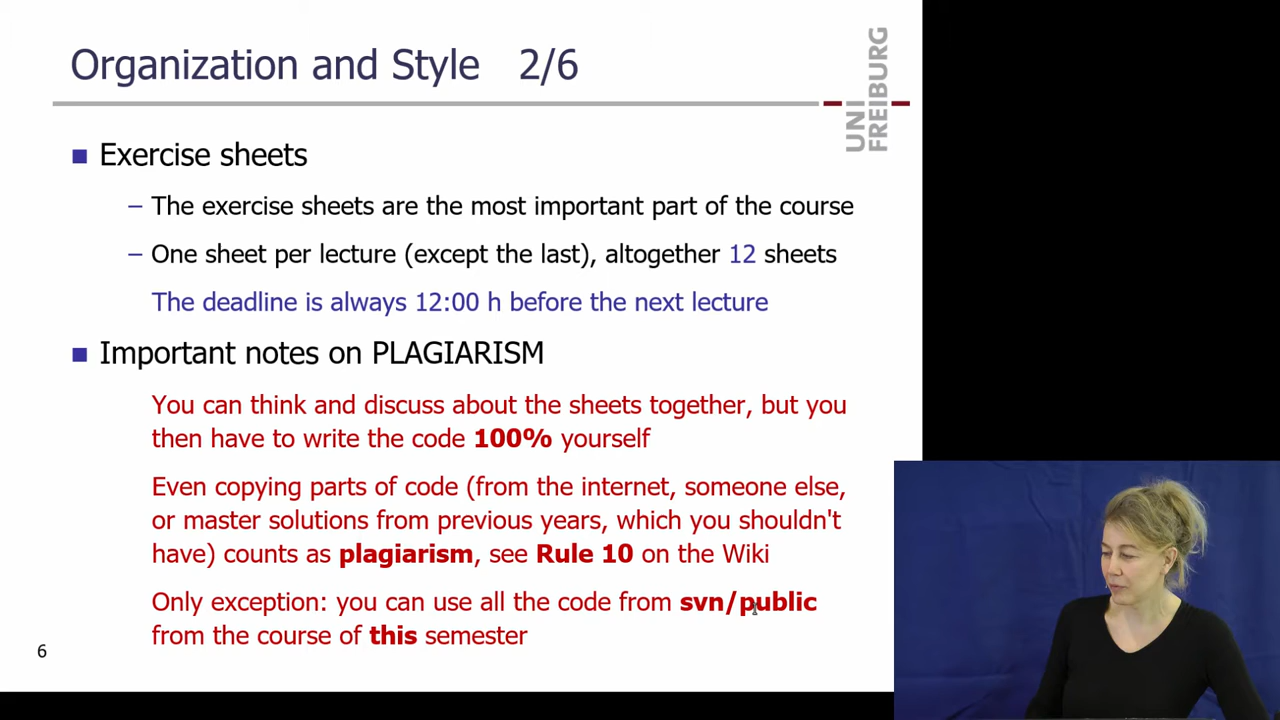 Organization and Style 2/6
UNI
FREIBURG
Exercise sheets
– The exercise sheets are the most important part of the course
– One sheet per lecture (except the last), altogether 12 sheets
The deadline is always 12:00 h before the next lecture
Important notes on PLAGIARISM
You can think and discuss about the sheets together, but you
then have to write the code 100% yourself
Even copying parts of code (from the internet, someone else,
or master solutions from previous years, which you shouldn't
have) counts as plagiarism, see Rule 10 on the Wiki
Only exception: you can use all the code from svn/public
from the course of this semester
6